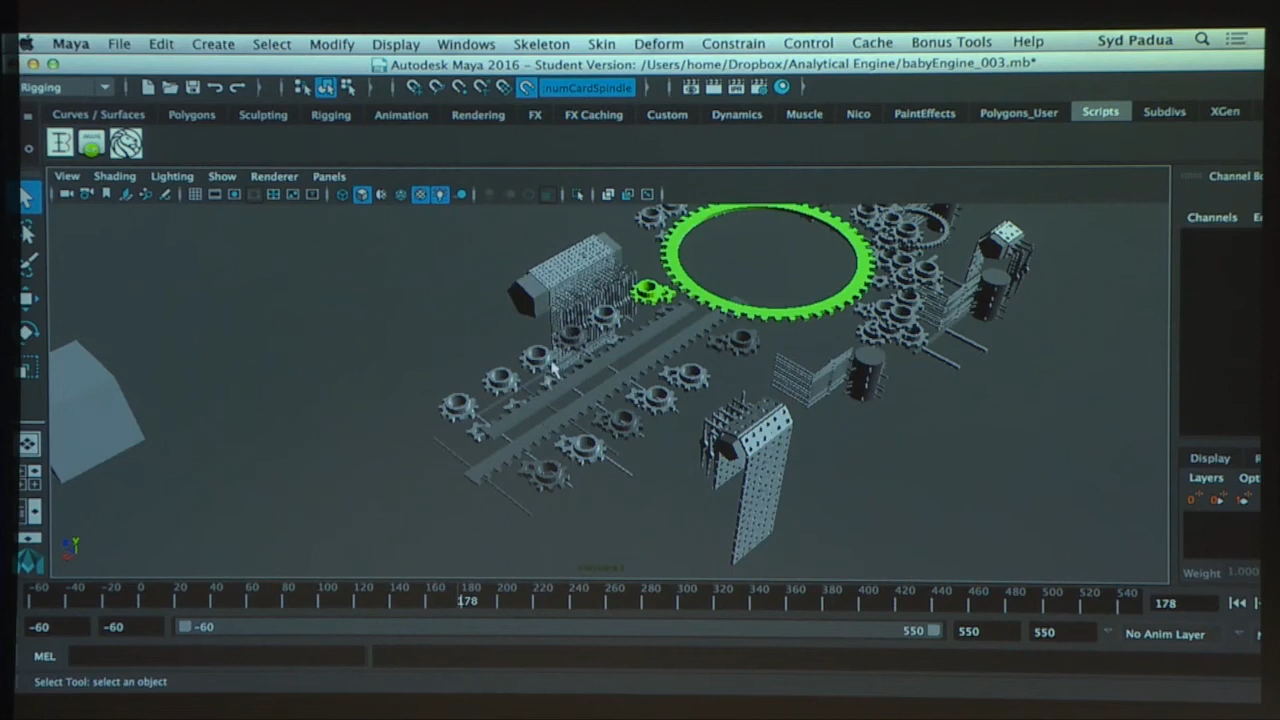 Maya File Edit Create Select Modify Display Windows Skeleton Skin Deform Constrain Control Cache Bonus Tools Help Syd Padua
Autodesk Maya 2016 - Student Version: /Users/home/Dropbox/Analytical Engine/babyEngine_003.mb*
Rigging numCardSpindle
Curves / Surfaces Polygons Sculpting Rigging Animation Rendering FX FX Caching Custom Dynamics Muscle Nico PaintEffects Polygons_User Scripts Subdivs XGen
View Shading Lighting Show Renderer Panels
Channel Bo
Channels E
Display
Layers Opt
Weight 1.000
-60 -40 -20 0 20 40 60 80 100 120 140 160 180 200 220 240 260 280 300 320 340 360 380 400 420 440 460 480 500 520 540
178 178
-60 -60 -60 550 550 550 No Anim Layer
MEL
Select Tool: select an object